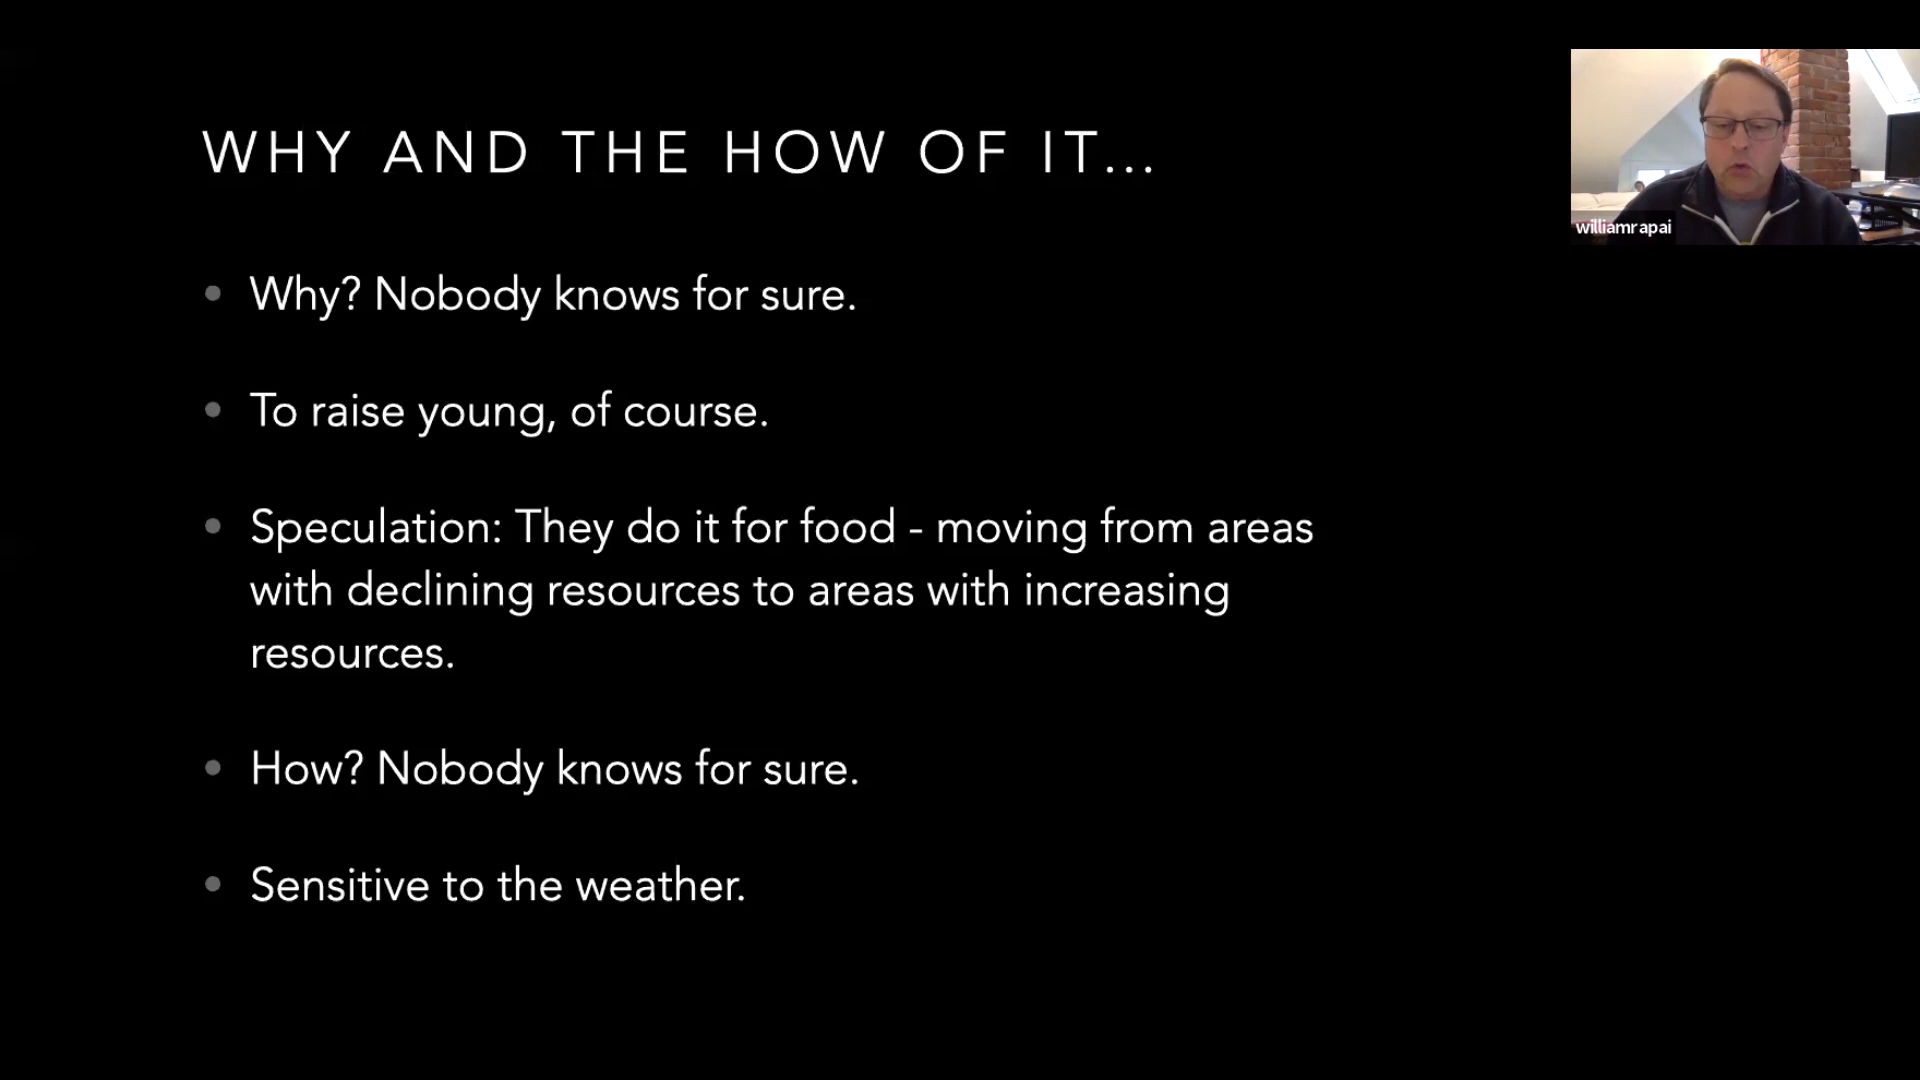 WHY AND THE HOW OF IT...
williamrapai
Why? Nobody knows for sure.
To raise young, of course.
Speculation: They do it for food - moving from areas
with declining resources to areas with increasing
resources.
How? Nobody knows for sure.
Sensitive to the weather.